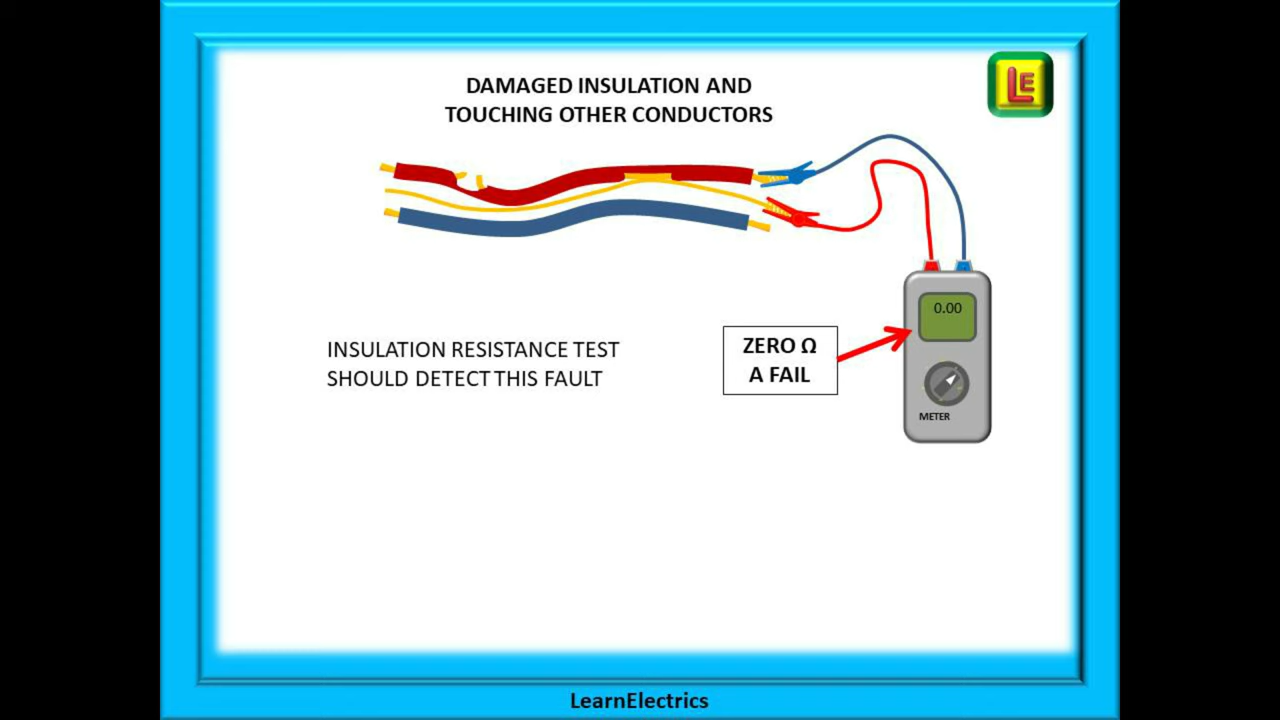 DAMAGED INSULATION AND
TOUCHING OTHER CONDUCTORS
LE
0.00
INSULATION RESISTANCE TEST
SHOULD DETECT THIS FAULT
ZERO Ω
A FAIL
METER
LearnElectrics